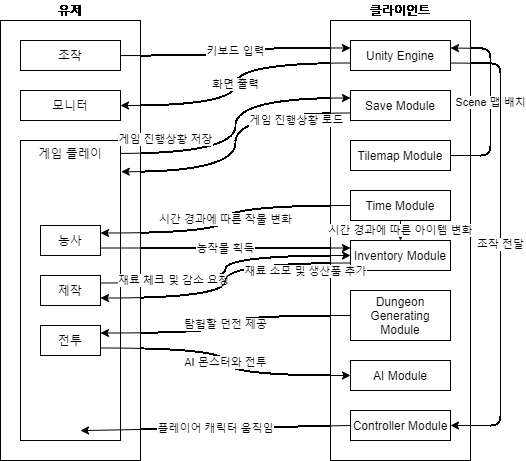 유저
클라이언트
조작
키보드 입력
Unity Engine
모니터
화면 출력
Save Module
Scene 맵 배치
게임 플레이
게임 진행상황 저장
게임 진행상황 로드
Tilemap Module
Time Module
시간 경과에 따른 작물 변화
시간 경과에 따른 아이템 변화
농사
농작물 획득
Inventory Module
조작 전달
제작
재료 체크 및 감소 요청
재료 소모 및 생산품 추가
Dungeon
Generating
Module
탐험할 던전 제공
전투
AI 몬스터와 전투
AI Module
플레이어 캐릭터 움직임
Controller Module